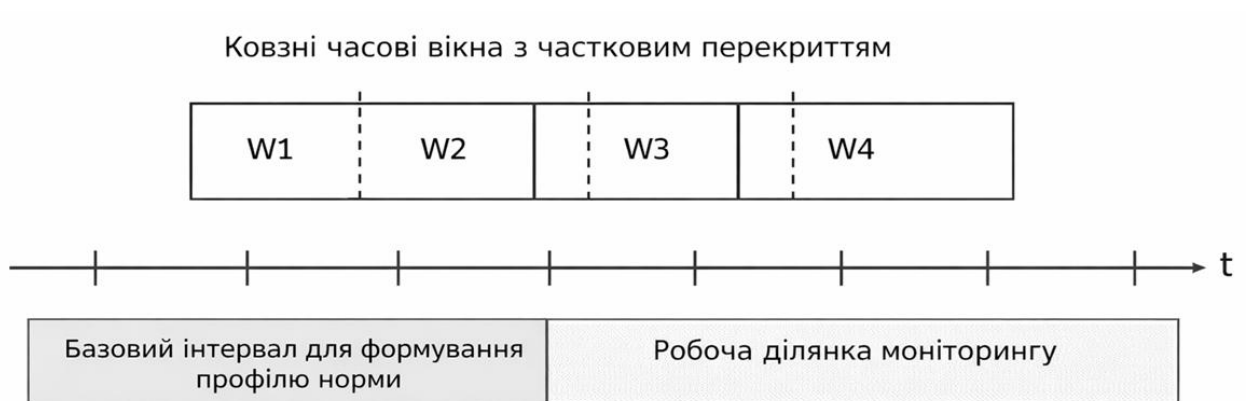 Ковзні часові вікна з частковим перекриттям
W1 W2 W3 W4
t
Базовий інтервал для формування
профілю норми
Робоча ділянка моніторингу